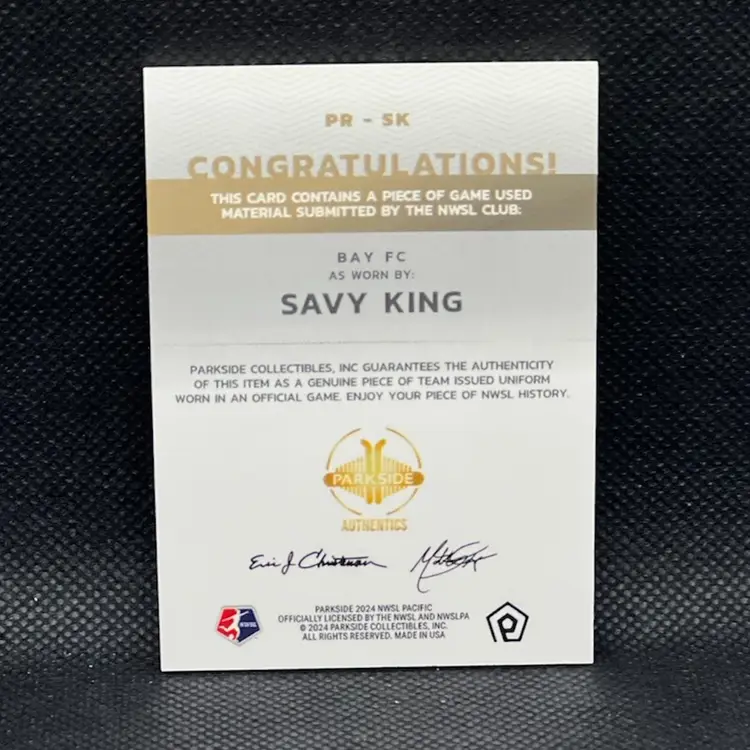 PR - SK
CONGRATULATIONS!
THIS CARD CONTAINS A PIECE OF GAME USED
MATERIAL SUBMITTED BY THE NWSL CLUB:
BAY FC
AS WORN BY:
SAVY KING
PARKSIDE COLLECTIBLES, INC GUARANTEES THE AUTHENTICITY
OF THIS ITEM AS A GENUINE PIECE OF TEAM ISSUED UNIFORM
WORN IN AN OFFICIAL GAME. ENJOY YOUR PIECE OF NWSL HISTORY.
PARKSIDE
AUTHENTICS
PARKSIDE 2024 NWSL PACIFIC
OFFICIALLY LICENSED BY THE NWSL AND NWSLPA
© 2024 PARKSIDE COLLECTIBLES, INC.
ALL RIGHTS RESERVED. MADE IN USA